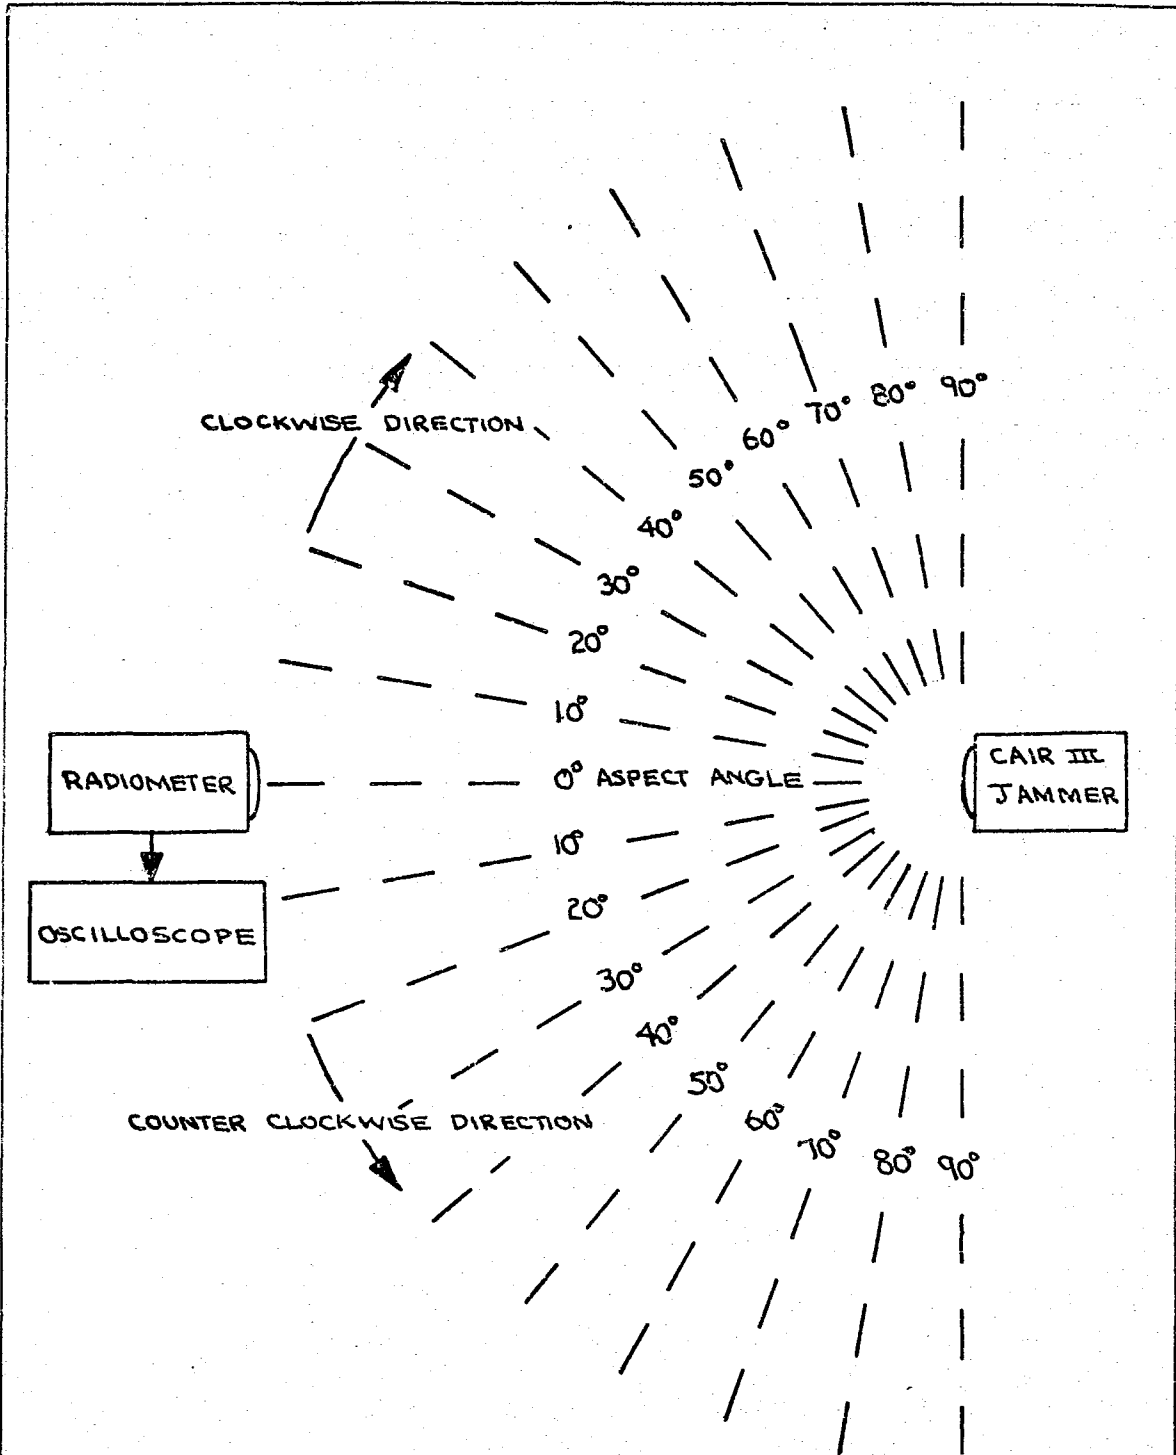 90°
80°
70°
60°
50°
CLOCKWISE DIRECTION
40°
30°
20°
10°
RADIOMETER
0° ASPECT ANGLE
CAIR III
JAMMER
10°
20°
OSCILLOSCOPE
30°
40°
50°
COUNTER CLOCKWISE DIRECTION
60°
70°
80°
90°